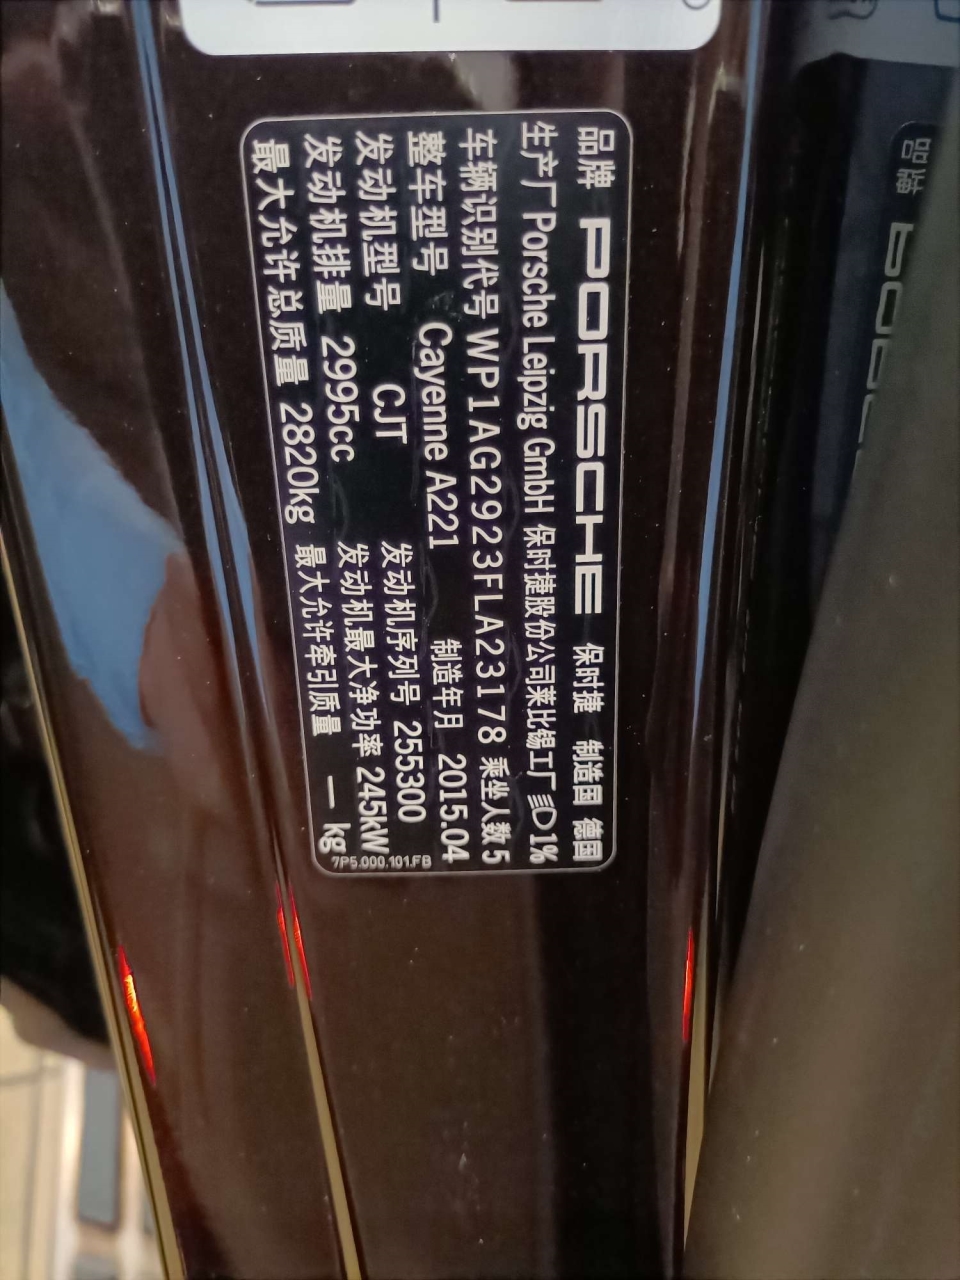 品牌 PORSCHE 保时捷 制造国 德国
生产厂 Porsche Leipzig GmbH 保时捷股份公司莱比锡工厂 1%
车辆识别代号 WP1AG2923FLA23178 乘坐人数 5
整车型号 Cayenne A221 制造年月 2015.04
发动机型号 CJT 发动机序列号 255300
发动机排量 2995cc 发动机最大净功率 245kW
最大允许总质量 2820kg 最大允许牵引质量 — kg
7P5.000.101.FB